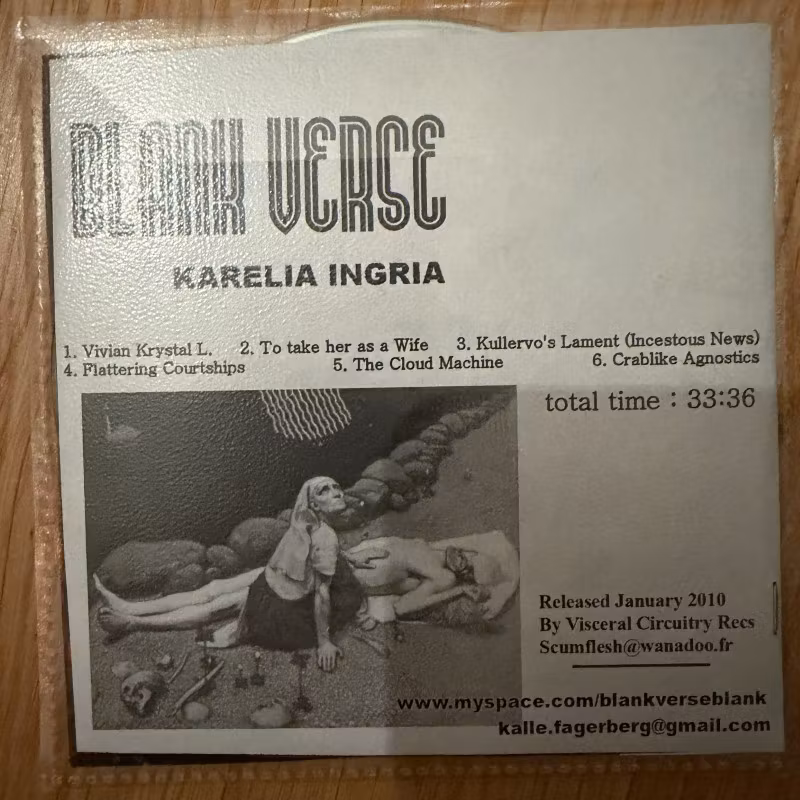 BLANK VERSE
KARELIA INGRIA
1. Vivian Krystal L. 2. To take her as a Wife 3. Kullervo's Lament (Incestous News)
4. Flattering Courtships 5. The Cloud Machine 6. Crablike Agnostics
total time : 33:36
Released January 2010
By Visceral Circuitry Recs
Scumflesh@wanadoo.fr
www.myspace.com/blankverseblank
kalle.fagerberg@gmail.com